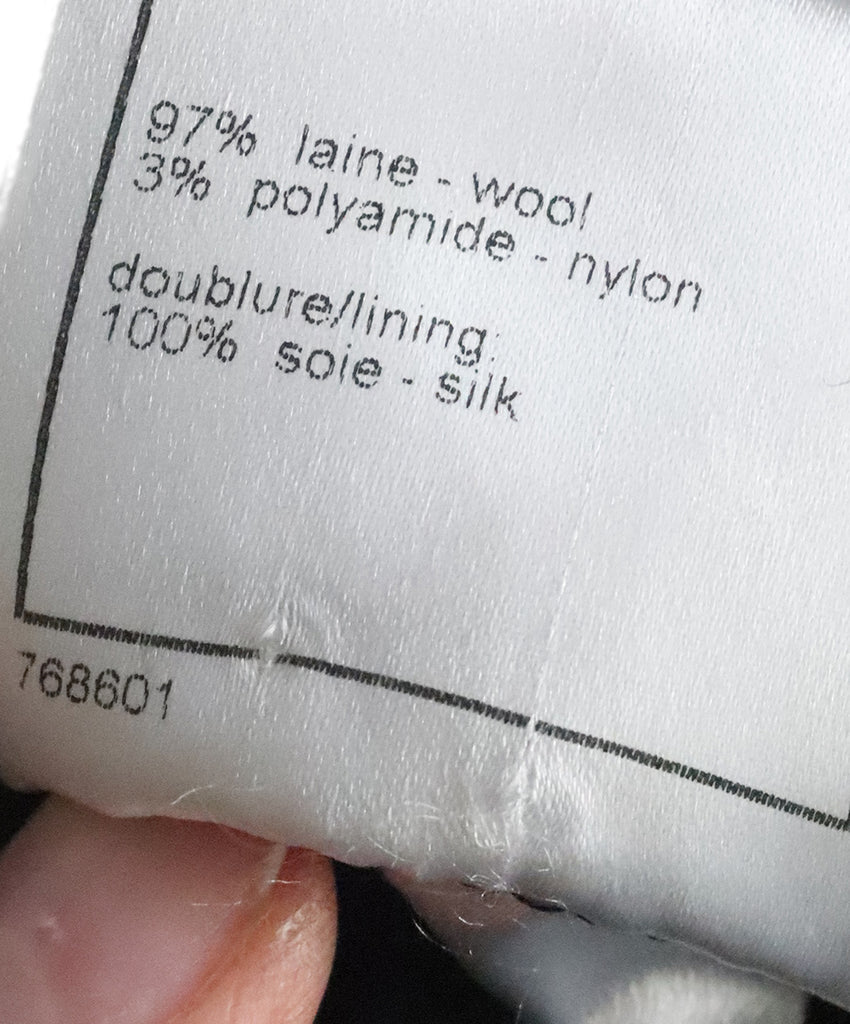 97% laine - wool
3% polyamide - nylon
doublure/lining:
100% soie - silk
768601